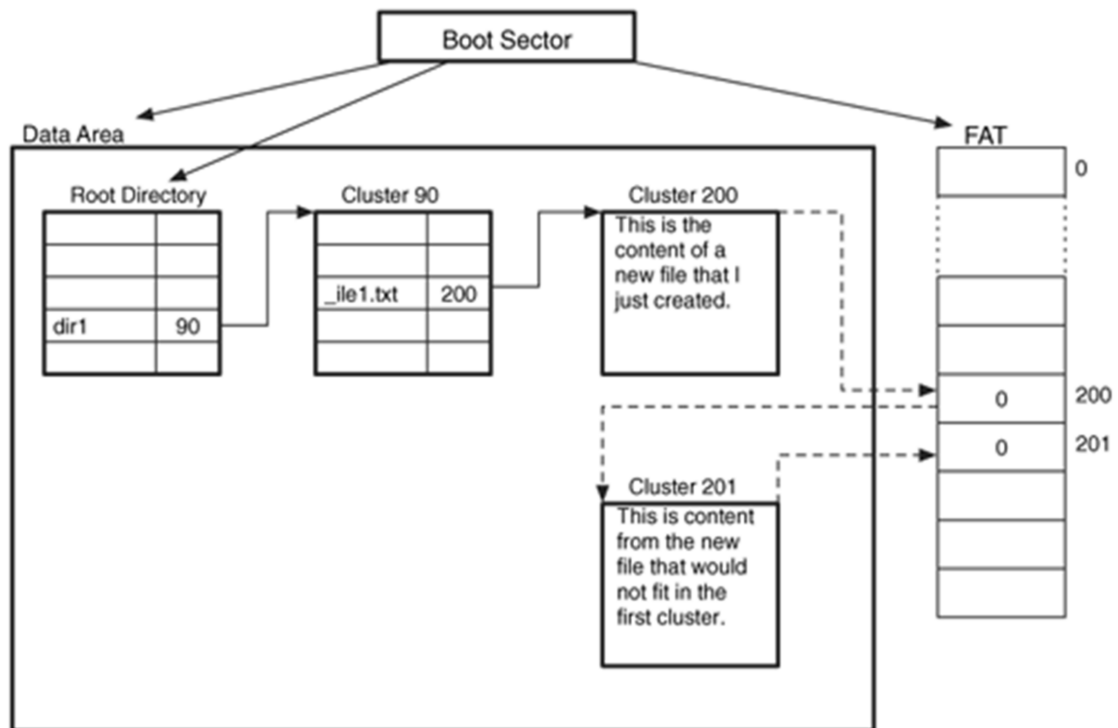 Boot Sector
Data Area
FAT
0
Root Directory
dir1 90
Cluster 90
_ile1.txt 200
Cluster 200
This is the
content of a
new file that I
just created.
0 200
0 201
Cluster 201
This is content
from the new
file that would
not fit in the
first cluster.